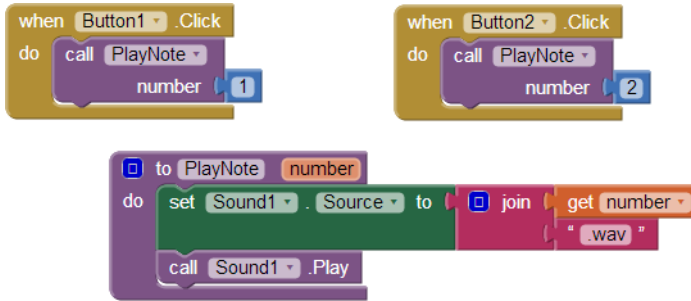 when Button1 .Click
do call PlayNote
number 1
when Button2 .Click
do call PlayNote
number 2
to PlayNote number
do set Sound1 . Source to join get number
" .wav "
call Sound1 .Play